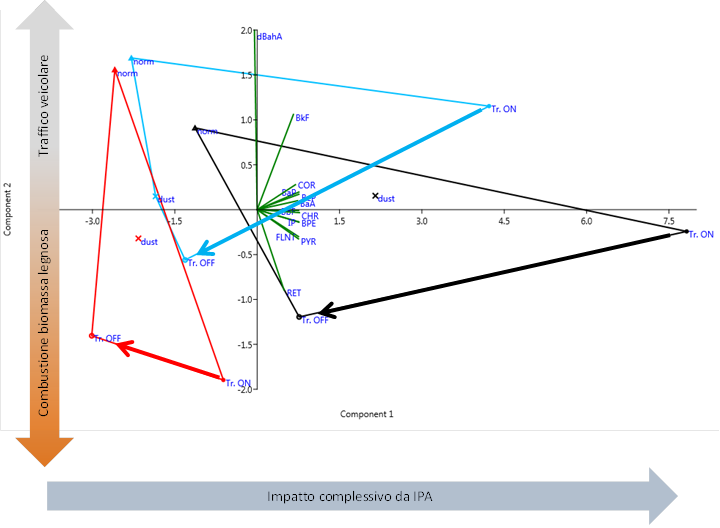 2.0
dBahA
norm
norm
1.5
Tr. ON
BkF
1.0
norm
0.5
COR
BaP
BaA
dust
dust
-3.0
-1.5
1.5
3.0
4.5
6.0
7.5
CHR
IP
BPE
FLNT
PYR
dust
Tr. ON
-0.5
Tr. OFF
RET
-1.0
Tr. OFF
Tr. OFF
-1.5
Tr. ON
-2.0
Component 1
Component 2
Traffico veicolare
Combustione biomassa legnosa
Impatto complessivo da IPA